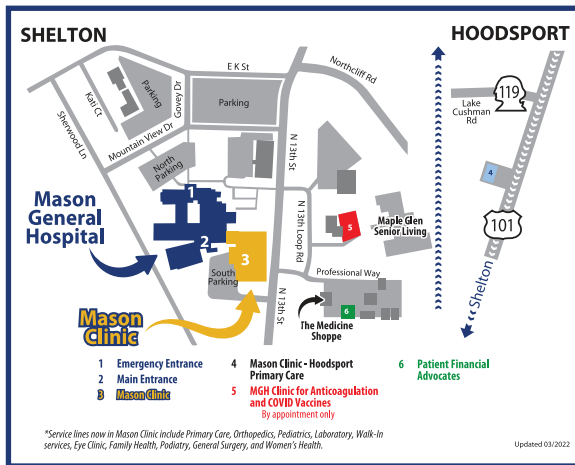 SHELTON
HOODSPORT
E K St
Northcliff Rd
Kati Ct
Parking
Govey Dr
Parking
119
Lake
Cushman
Rd
Sherwood Ln
Mountain View Dr
North
Parking
N 13th St
4
Mason
General
Hospital
1
2
3
N 13th Loop Rd
5
Maple Glen
Senior Living
101
South
Parking
Professional Way
Shelton
Mason
Clinic
N 13th St
The Medicine
Shoppe
6
1 Emergency Entrance
2 Main Entrance
3 Mason Clinic
4 Mason Clinic - Hoodsport
Primary Care
5 MGH Clinic for Anticoagulation
and COVID Vaccines
By appointment only
6 Patient Financial
Advocates
*Service lines now in Mason Clinic include Primary Care, Orthopedics, Pediatrics, Laboratory, Walk-In
services, Eye Clinic, Family Health, Podiatry, General Surgery, and Women's Health.
Updated 03/2022